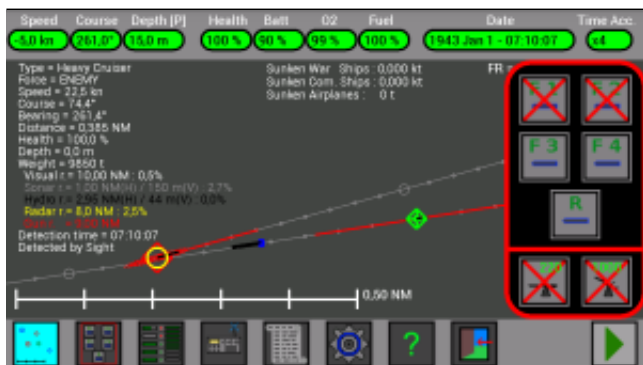 Speed Course Depth [P] Health Batt O2 Fuel Date Time Acc.
-5,0 kn 261,0° 15,0 m 100 % 90 % 99 % 100 % 1943 Jan 1 - 07:10:07 x4
Type = Heavy Cruiser
Force = ENEMY
Speed = 22,5 kn
Course = 74,4°
Bearing = 261,4°
Distance = 0,385 NM
Health = 100,0 %
Depth = 0,0 m
Weight = 9850 t
Visual r = 10,00 NM : 0,5%
Sonar r = 1,00 NM(H) / 150 m(V) : 2,7%
Hydro r = 2,95 NM(H) / 44 m(V) : 0,0%
Radar r = 8,0 NM : 2,5%
Detection time = 07:10:07
Detected by Sight
Sunken War Ships : 0,000 kt
Sunken Com. Ships : 0,000 kt
Sunken Airplanes : 0 t
FR =
F 3 F 4
R
0,50 NM
?